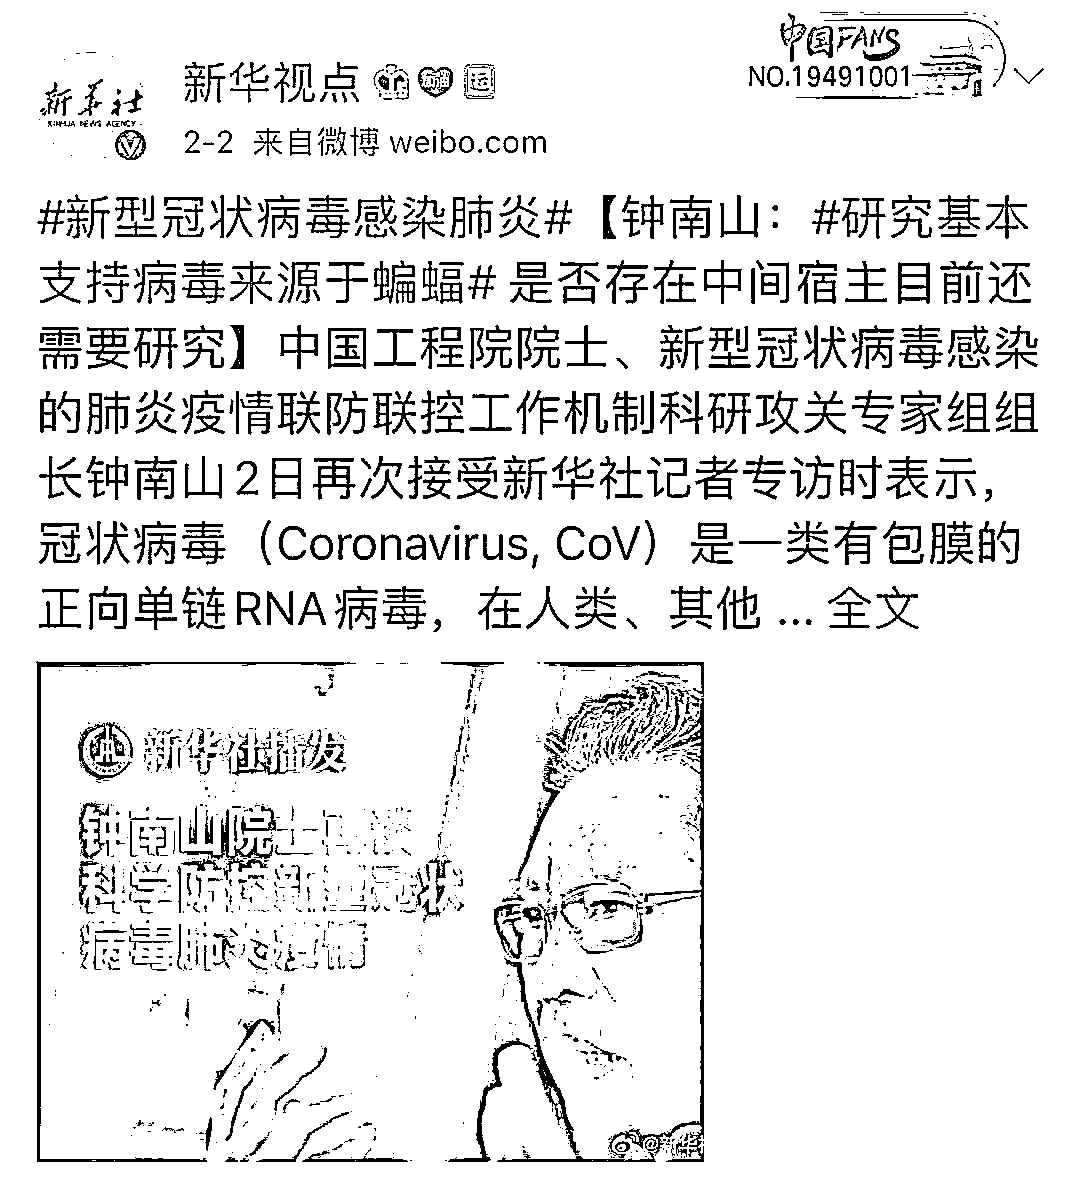 中国FANS
NO.19491001
新华社
XINHUA NEWS AGENCY
新华视点
2-2 来自微博 weibo.com
#新型冠状病毒感染肺炎#【钟南山：#研究基本
支持病毒来源于蝙蝠# 是否存在中间宿主目前还
需要研究】中国工程院院士、新型冠状病毒感染
的肺炎疫情联防联控工作机制科研攻关专家组组
长钟南山2日再次接受新华社记者专访时表示，
冠状病毒（Coronavirus, CoV）是一类有包膜的
正向单链RNA病毒，在人类、其他 ... 全文
新华社播发
钟南山院士再谈
科学防控新型冠状
病毒肺炎疫情
@新华